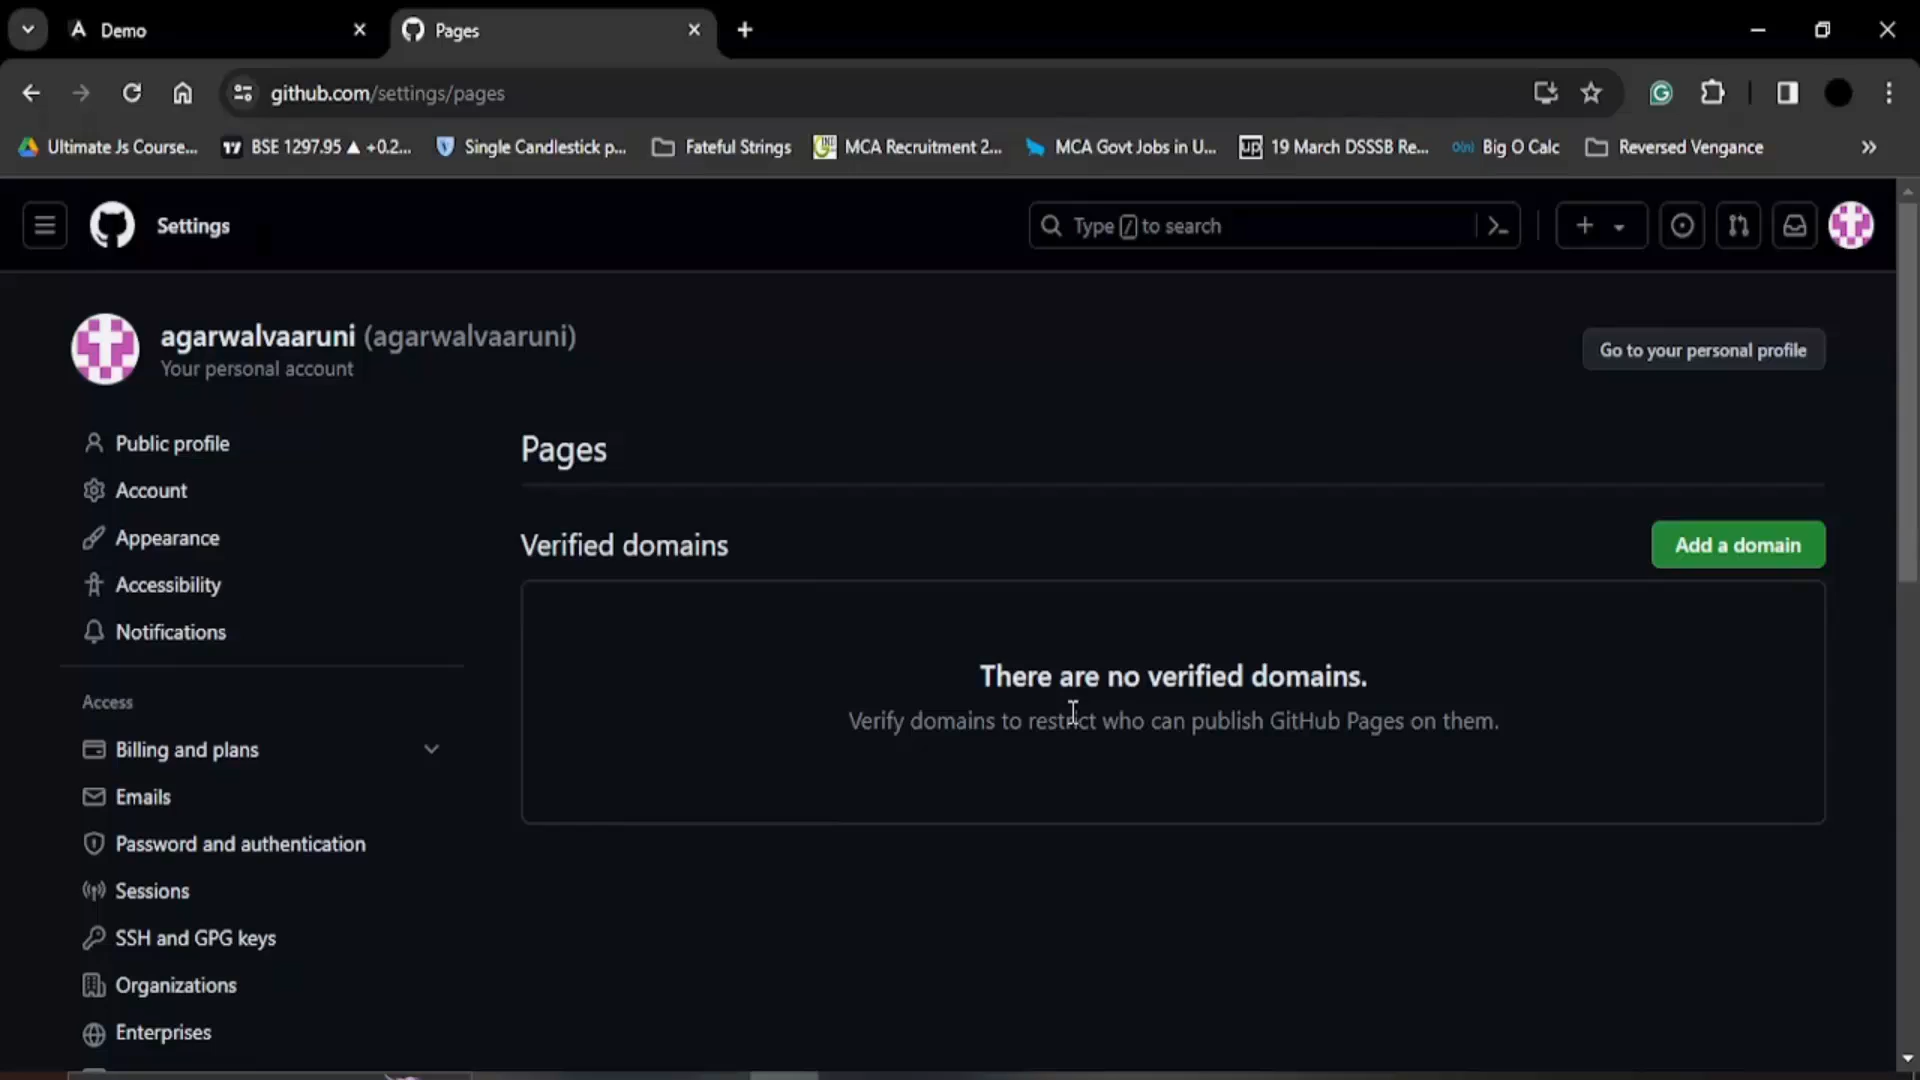 Demo
Pages
github.com/settings/pages
Ultimate Js Course...
BSE 1297.95 ▲ +0.2...
Single Candlestick p...
Fateful Strings
MCA Recruitment 2...
MCA Govt Jobs in U...
up
19 March DSSSB Re...
O(n)
Big O Calc
Reversed Vengance
Settings
Type / to search
agarwalvaaruni (agarwalvaaruni)
Your personal account
Go to your personal profile
Public profile
Account
Appearance
Accessibility
Notifications
Access
Billing and plans
Emails
Password and authentication
Sessions
SSH and GPG keys
Organizations
Enterprises
Pages
Verified domains
Add a domain
There are no verified domains.
Verify domains to restrict who can publish GitHub Pages on them.